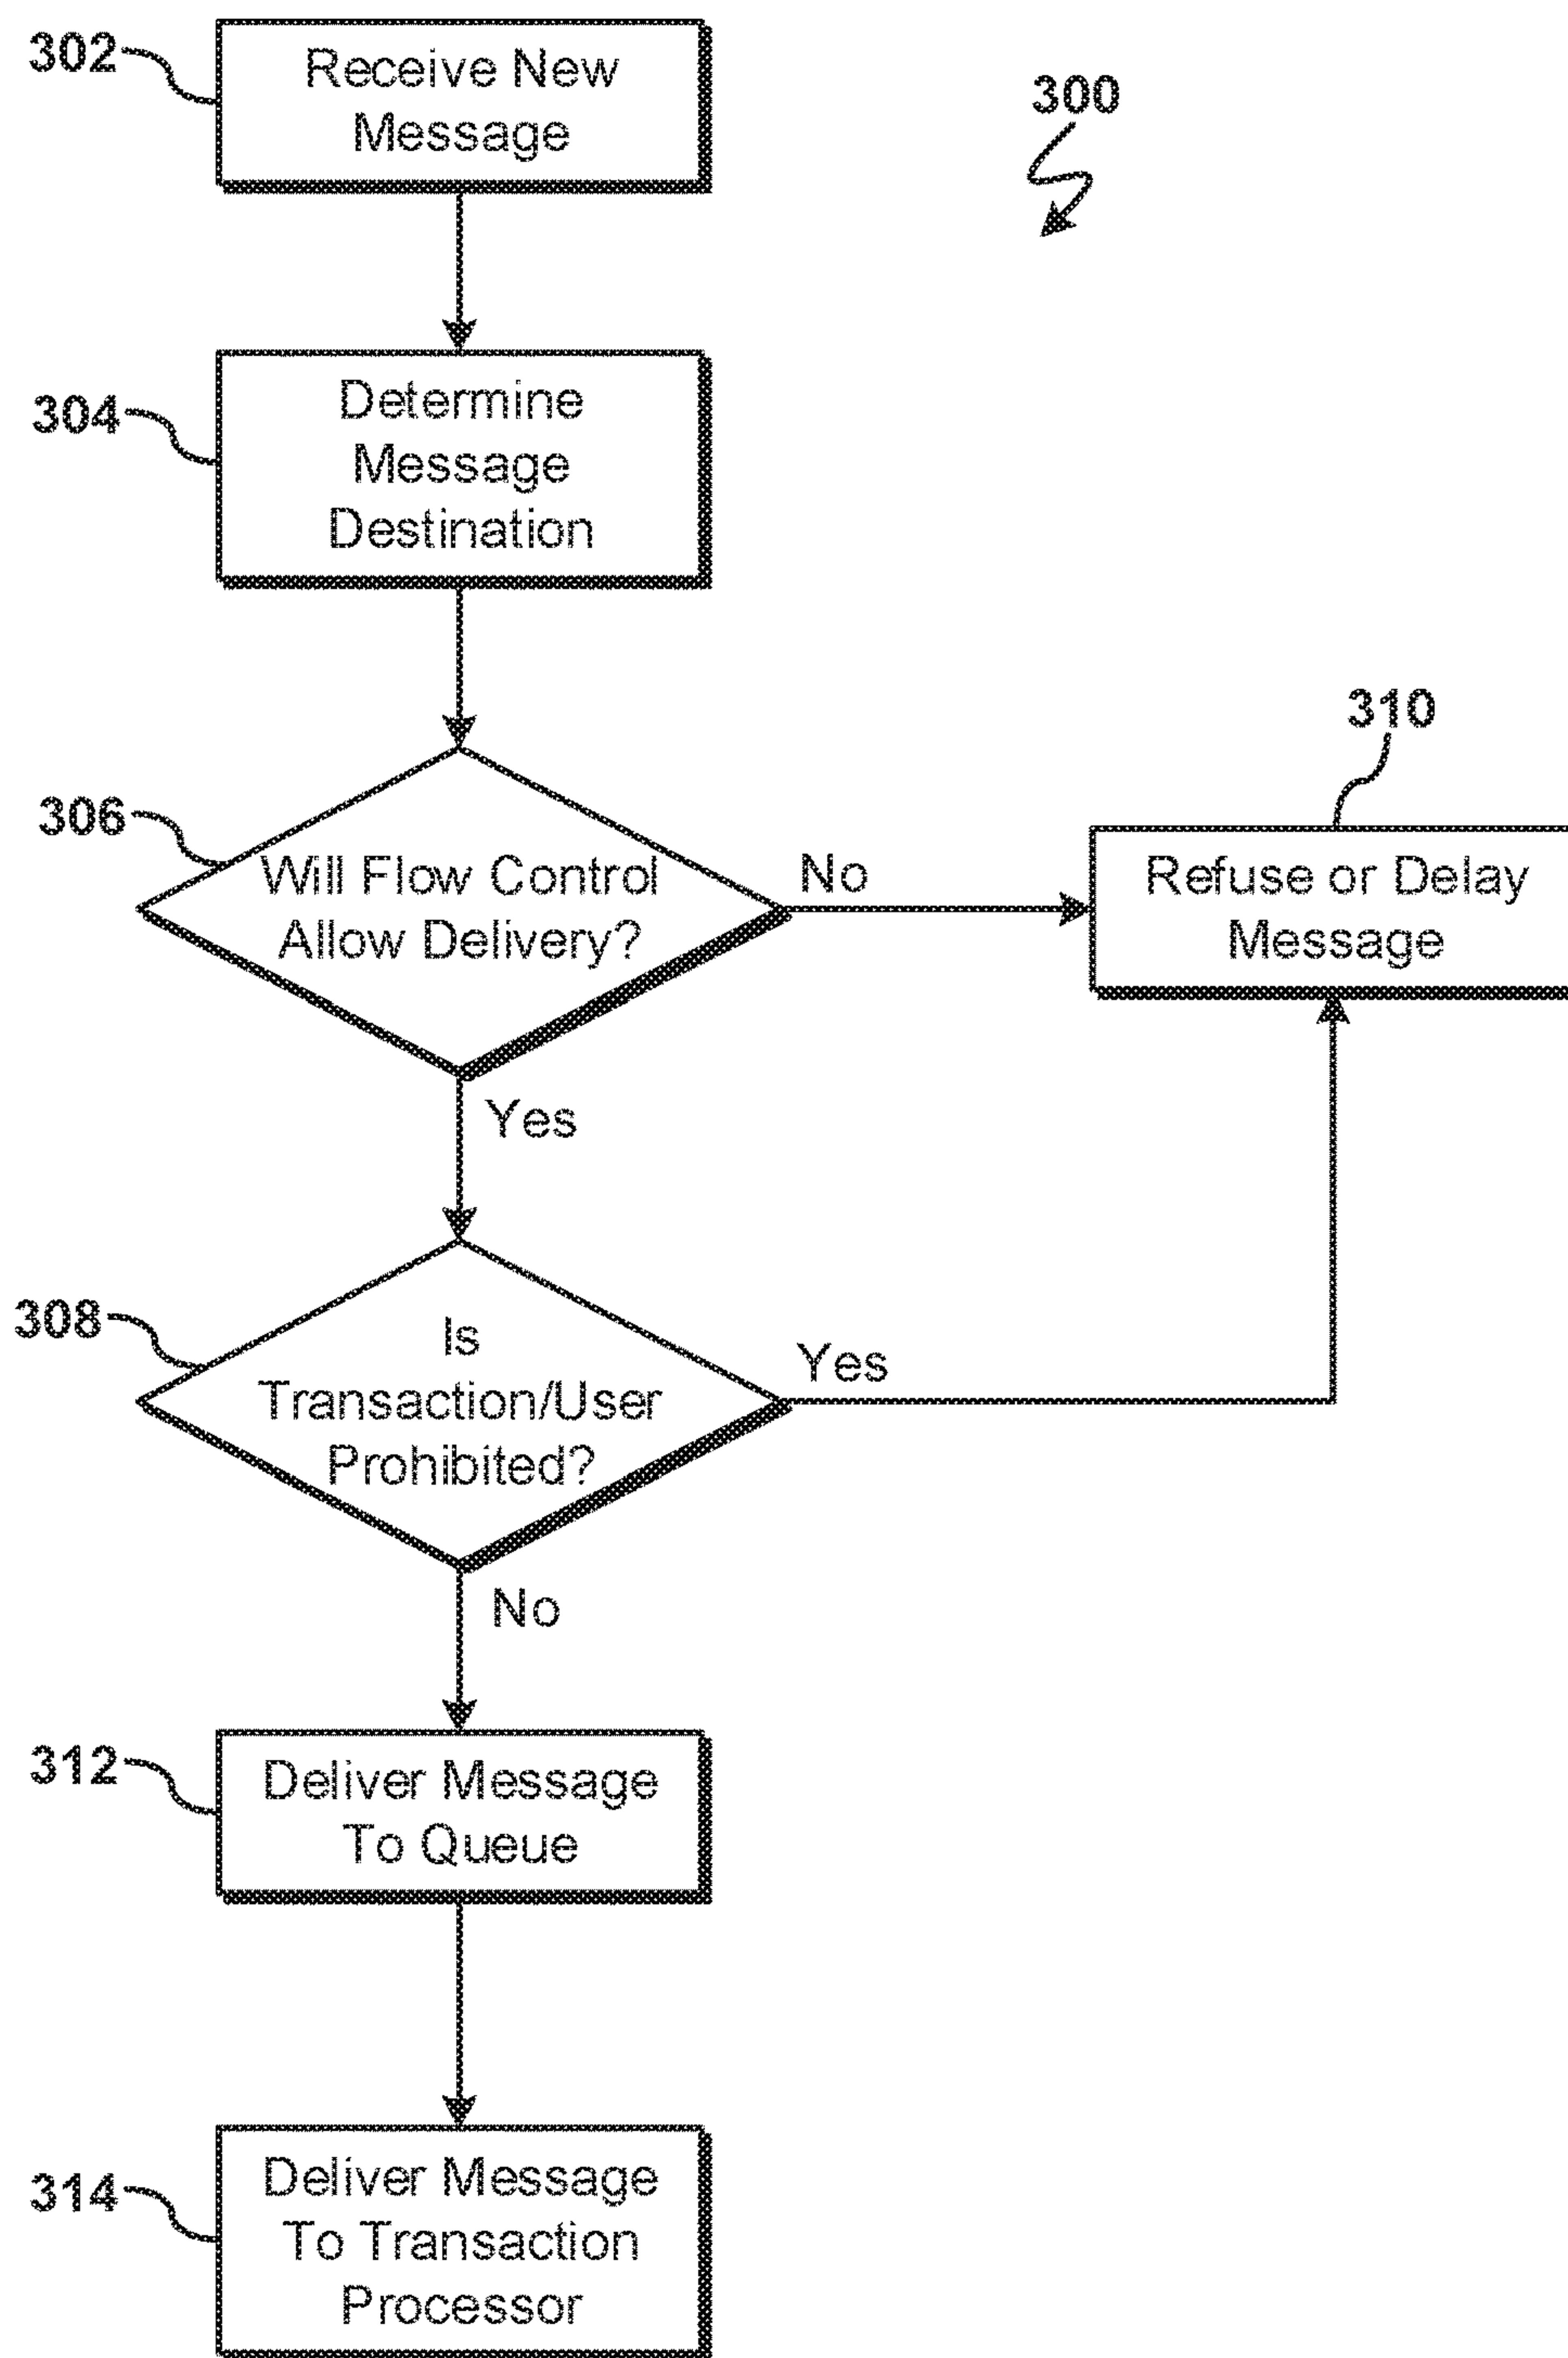 302
Receive New
Message
300
304
Determine
Message
Destination
306
Will Flow Control
Allow Delivery?
No
310
Refuse or Delay
Message
Yes
308
Is
Transaction/User
Prohibited?
Yes
No
312
Deliver Message
To Queue
314
Deliver Message
To Transaction
Processor